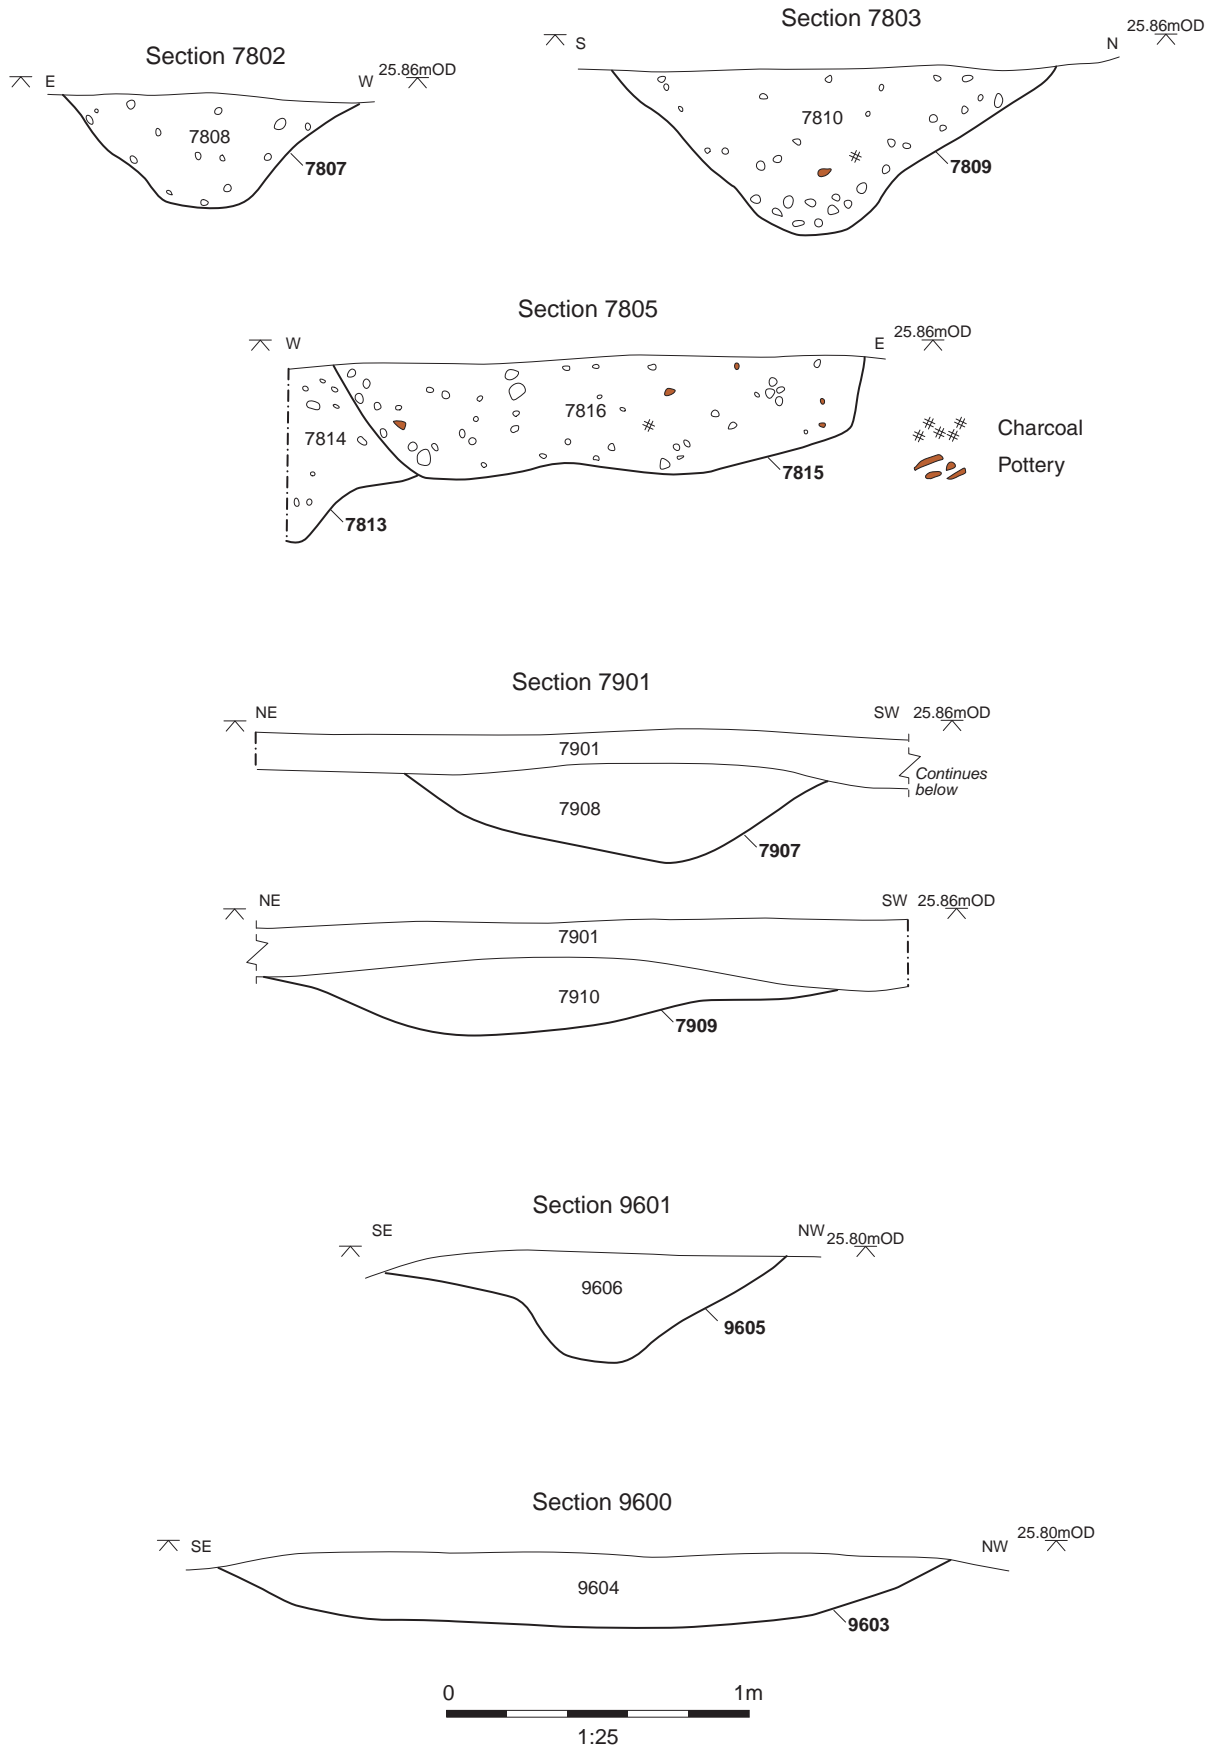 Section 7802
E
W
25.86mOD
7808
7807
Section 7803
S
N
25.86mOD
7810
7809
Section 7805
W
E
25.86mOD
7814
7816
7813
7815
Charcoal
Pottery
Section 7901
NE
SW
25.86mOD
7901
Continues
below
7908
7907
NE
SW
25.86mOD
7901
7910
7909
Section 9601
SE
NW
25.80mOD
9606
9605
Section 9600
SE
NW
25.80mOD
9604
9603
0
1m
1:25